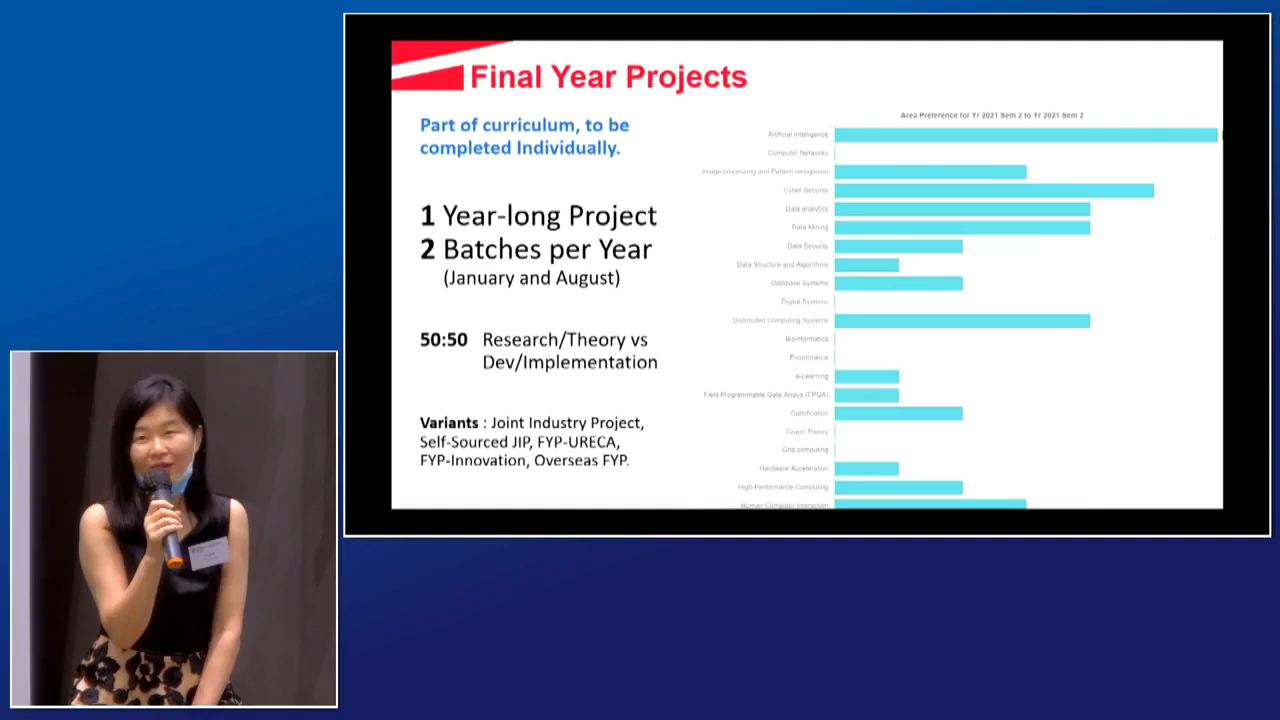 Final Year Projects
Part of curriculum, to be
completed Individually.
1 Year-long Project
2 Batches per Year
(January and August)
50:50 Research/Theory vs
Dev/Implementation
Variants : Joint Industry Project,
Self-Sourced JIP, FYP-URECA,
FYP-Innovation, Overseas FYP.
Area Preference for Yr 2021 Sem 2 to Yr 2021 Sem 2
Artificial Intelligence
Computer Networks
Image processing and Pattern recognition
Cyber Security
Data analytics
Data Mining
Data Security
Data Structure and Algorithms
Database Systems
Digital Systems
Distributed Computing Systems
Bioinformatics
E-commerce
e-Learning
Field Programmable Gate Arrays (FPGA)
Gamification
Graph Theory
Grid computing
Hardware Acceleration
High-Performance Computing
Human Computer Interaction